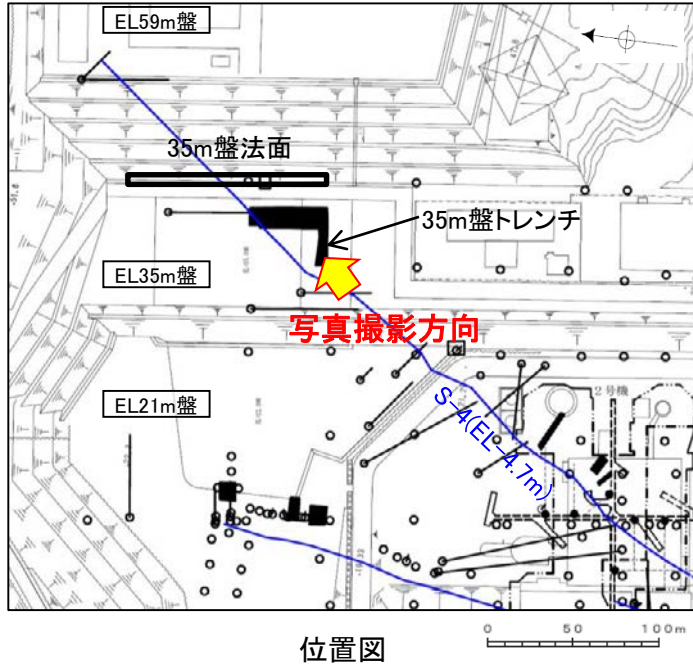 EL59m盤
35m盤法面
35m盤トレンチ
EL35m盤
写真撮影方向
EL21m盤
2号機
S-4(EL-4.7m)
位置図
0 50 100m